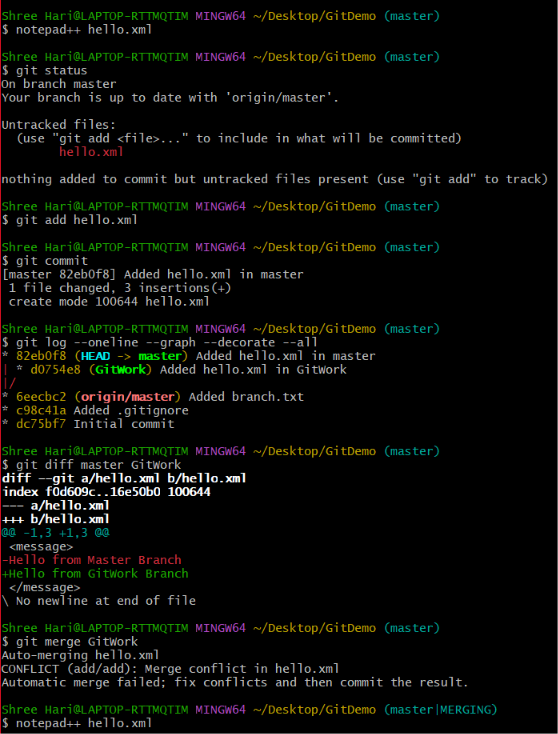 Shree Hari@LAPTOP-RTTMQTIM MINGW64 ~/Desktop/GitDemo (master)
$ notepad++ hello.xml
Shree Hari@LAPTOP-RTTMQTIM MINGW64 ~/Desktop/GitDemo (master)
$ git status
On branch master
Your branch is up to date with 'origin/master'.
Untracked files:
  (use "git add <file>..." to include in what will be committed)
        hello.xml
nothing added to commit but untracked files present (use "git add" to track)
Shree Hari@LAPTOP-RTTMQTIM MINGW64 ~/Desktop/GitDemo (master)
$ git add hello.xml
Shree Hari@LAPTOP-RTTMQTIM MINGW64 ~/Desktop/GitDemo (master)
$ git commit
[master 82eb0f8] Added hello.xml in master
 1 file changed, 3 insertions(+)
 create mode 100644 hello.xml
Shree Hari@LAPTOP-RTTMQTIM MINGW64 ~/Desktop/GitDemo (master)
$ git log --oneline --graph --decorate --all
* 82eb0f8 (HEAD -> master) Added hello.xml in master
| * d0754e8 (GitWork) Added hello.xml in GitWork
|/
* 6eecbc2 (origin/master) Added branch.txt
* c98c41a Added .gitignore
* dc75bf7 Initial commit
Shree Hari@LAPTOP-RTTMQTIM MINGW64 ~/Desktop/GitDemo (master)
$ git diff master GitWork
diff --git a/hello.xml b/hello.xml
index f0d609c..16e50b0 100644
--- a/hello.xml
+++ b/hello.xml
@@ -1,3 +1,3 @@
 <message>
-Hello from Master Branch
+Hello from GitWork Branch
 </message>
\ No newline at end of file
Shree Hari@LAPTOP-RTTMQTIM MINGW64 ~/Desktop/GitDemo (master)
$ git merge GitWork
Auto-merging hello.xml
CONFLICT (add/add): Merge conflict in hello.xml
Automatic merge failed; fix conflicts and then commit the result.
Shree Hari@LAPTOP-RTTMQTIM MINGW64 ~/Desktop/GitDemo (master|MERGING)
$ notepad++ hello.xml